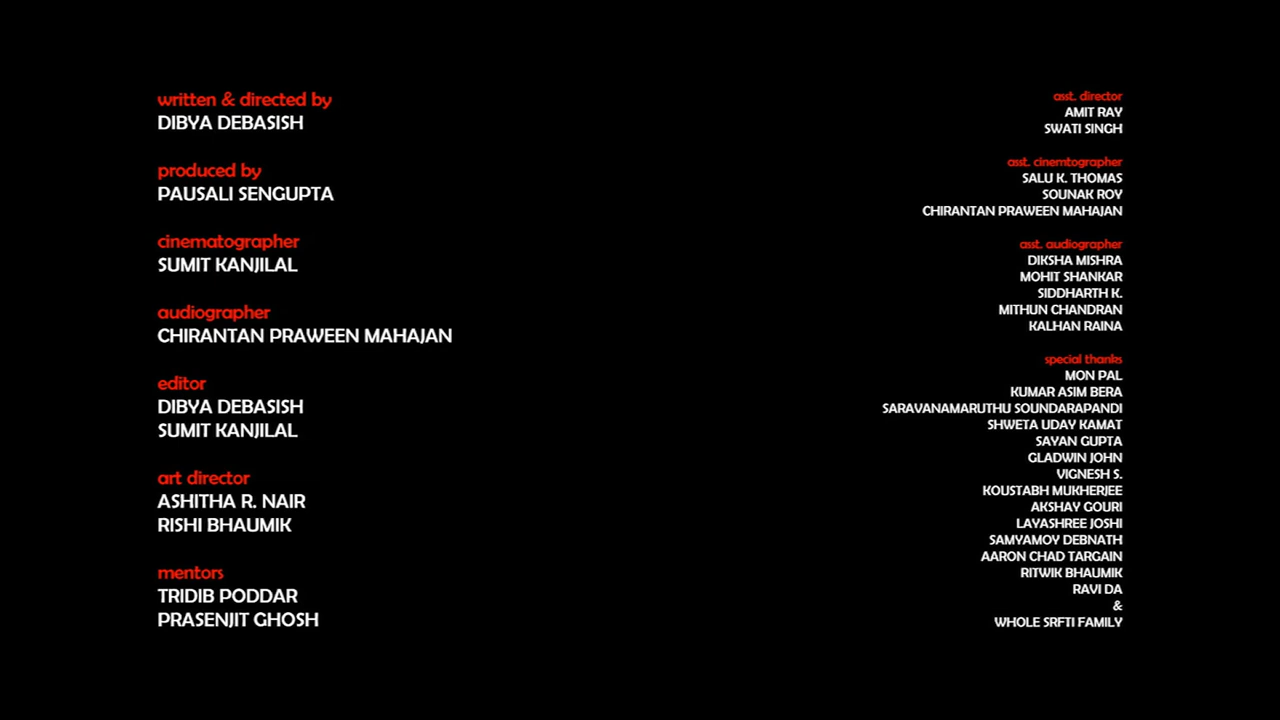 written & directed by
DIBYA DEBASISH
produced by
PAUSALI SENGUPTA
cinematographer
SUMIT KANJILAL
audiographer
CHIRANTAN PRAWEEN MAHAJAN
editor
DIBYA DEBASISH
SUMIT KANJILAL
art director
ASHITHA R. NAIR
RISHI BHAUMIK
mentors
TRIDIB PODDAR
PRASENJIT GHOSH
asst. director
AMIT RAY
SWATI SINGH
asst. cinemtographer
SALU K. THOMAS
SOUNAK ROY
CHIRANTAN PRAWEEN MAHAJAN
asst. audiographer
DIKSHA MISHRA
MOHIT SHANKAR
SIDDHARTH K.
MITHUN CHANDRAN
KALHAN RAINA
special thanks
MON PAL
KUMAR ASIM BERA
SARAVANAMARUTHU SOUNDARAPANDI
SHWETA UDAY KAMAT
SAYAN GUPTA
GLADWIN JOHN
VIGNESH S.
KOUSTABH MUKHERJEE
AKSHAY GOURI
LAYASHREE JOSHI
SAMYAMOY DEBNATH
AARON CHAD TARGAIN
RITWIK BHAUMIK
RAVI DA
&
WHOLE SRFTI FAMILY